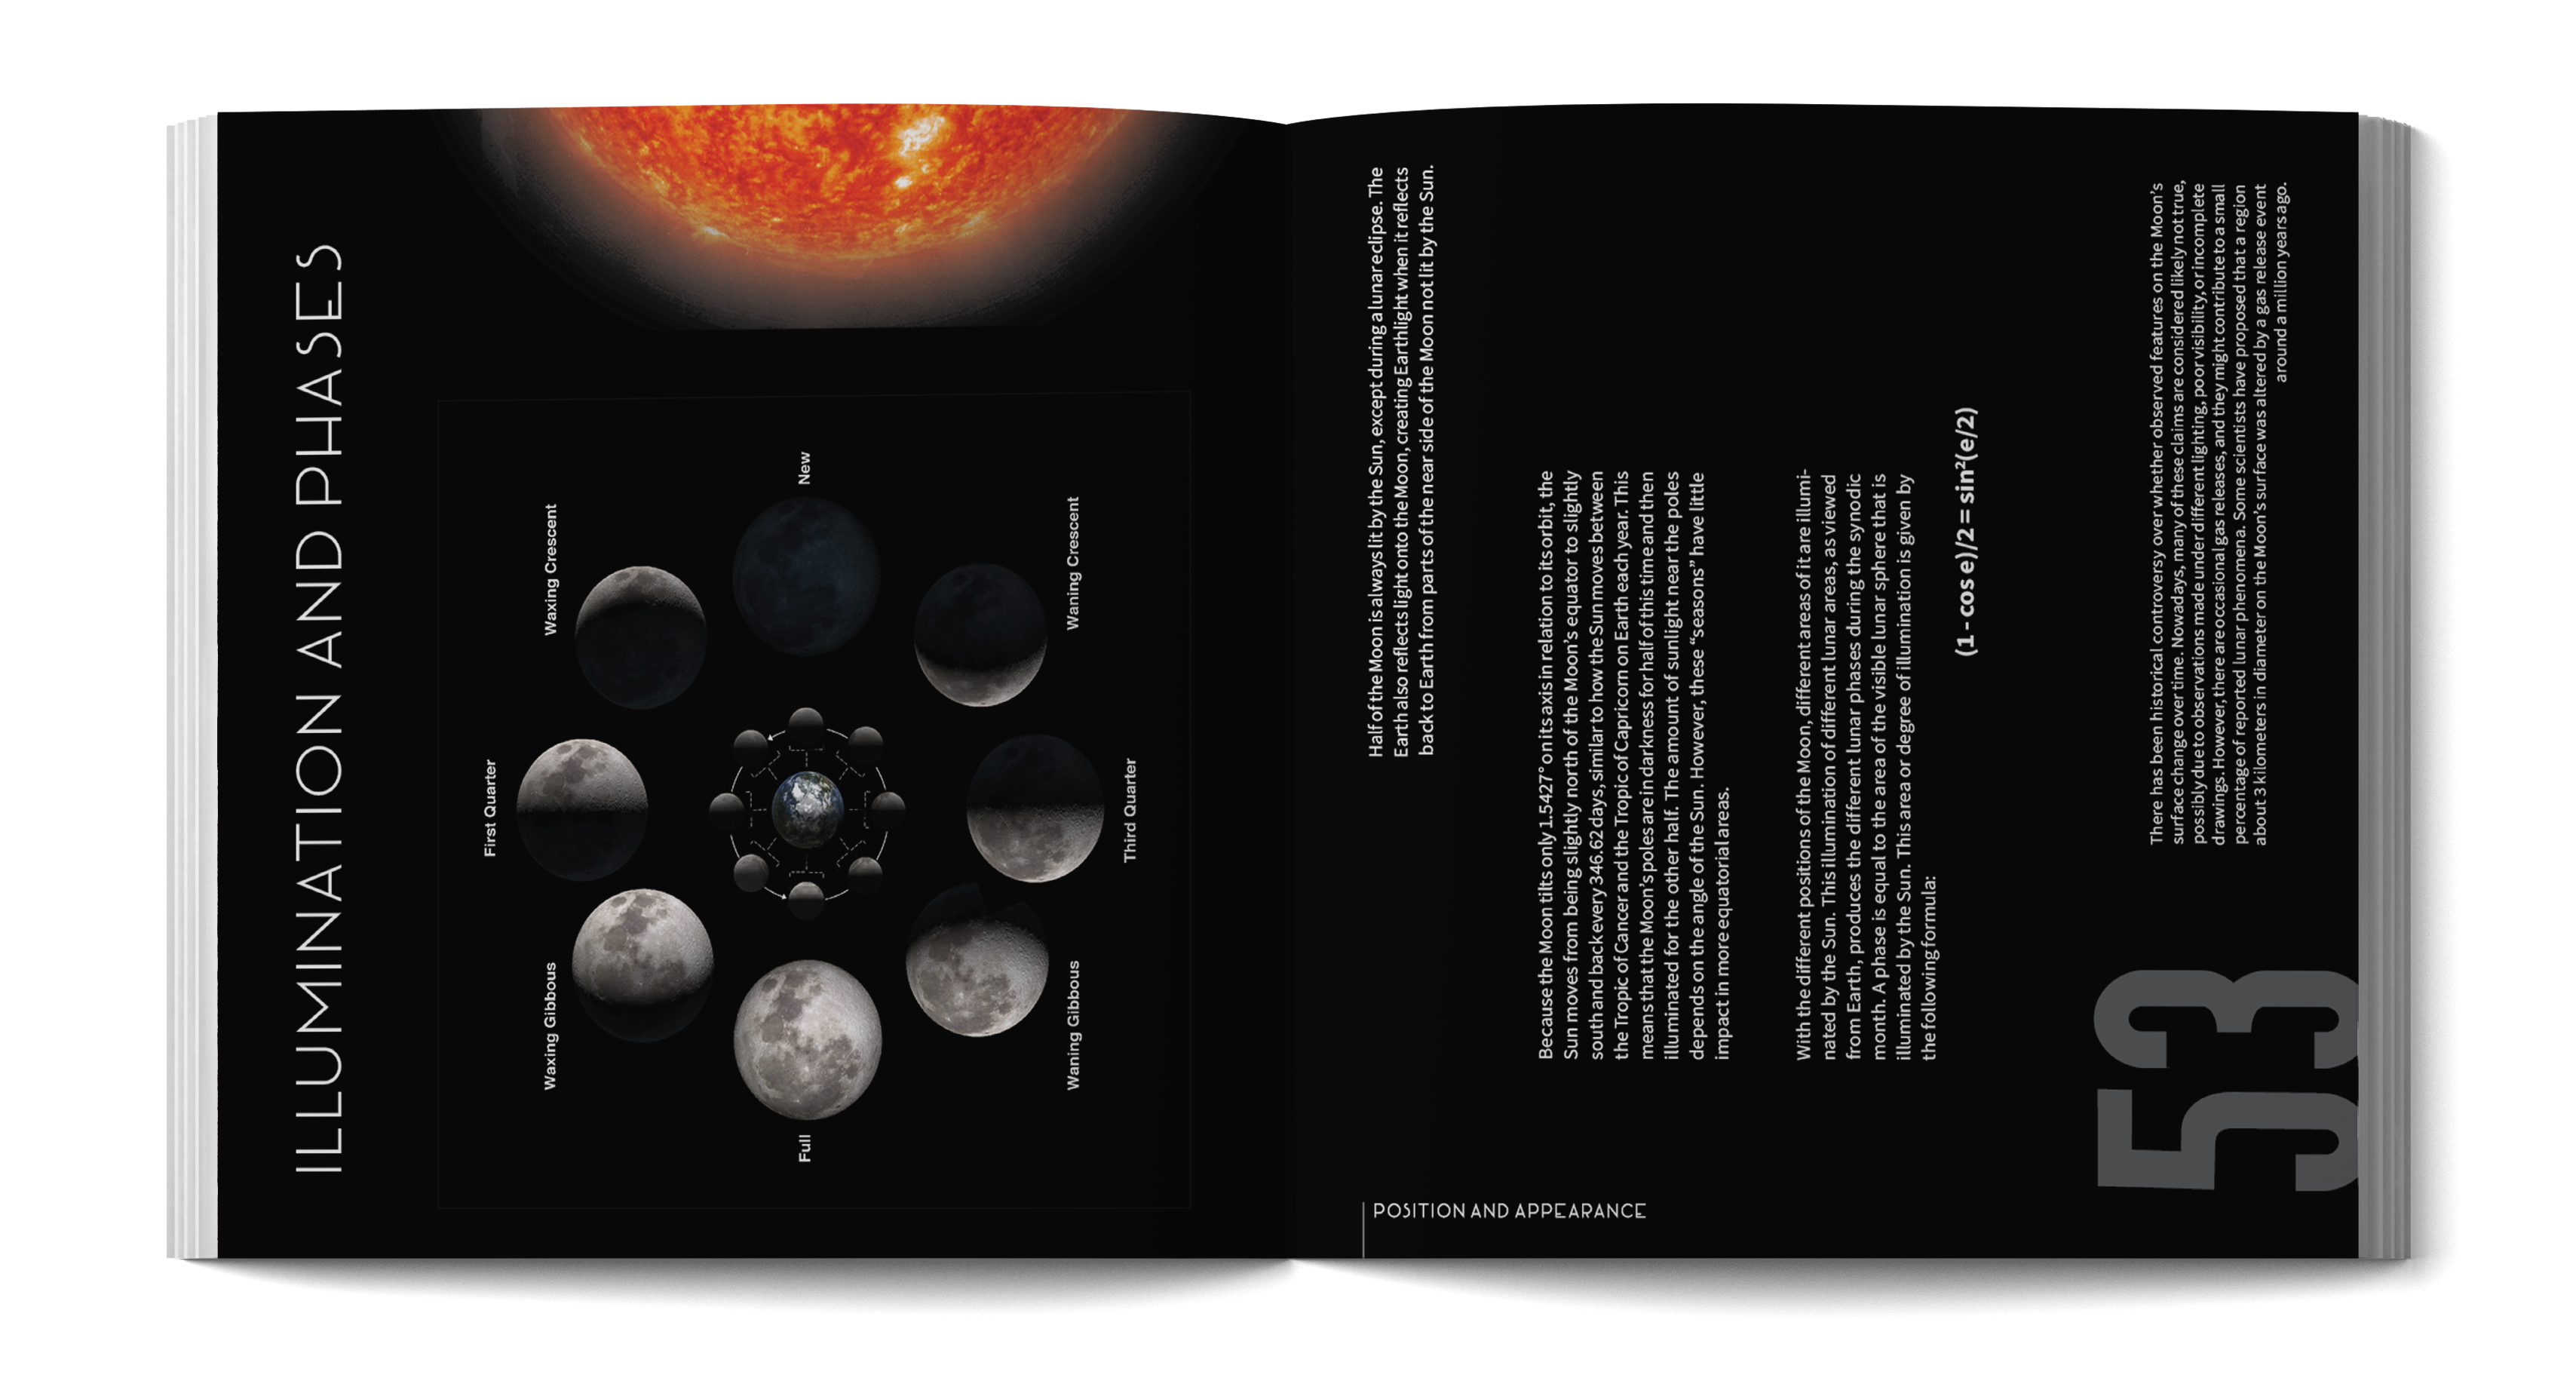 ILLUMINATION AND PHASES
First Quarter
Waxing Gibbous
Waxing Crescent
Full
New
Waning Gibbous
Waning Crescent
Third Quarter
Half of the Moon is always lit by the Sun, except during a lunar eclipse. The
Earth also reflects light onto the Moon, creating Earthlight when it reflects
back to Earth from parts of the near side of the Moon not lit by the Sun.
Because the Moon tilts only 1.5427° on its axis in relation to its orbit, the
Sun moves from being slightly north of the Moon's equator to slightly
south and back every 346.62 days, similar to how the Sun moves between
the Tropic of Cancer and the Tropic of Capricorn on Earth each year. This
means that the Moon's poles are in darkness for half of this time and then
illuminated for the other half. The amount of sunlight near the poles
depends on the angle of the Sun. However, these “seasons” have little
impact in more equatorial areas.
With the different positions of the Moon, different areas of it are illumi-
nated by the Sun. This illumination of different lunar areas, as viewed
from Earth, produces the different lunar phases during the synodic
month. A phase is equal to the area of the visible lunar sphere that is
illuminated by the Sun. This area or degree of illumination is given by
the following formula:
(1 - cos e)/2 = sin²(e/2)
There has been historical controversy over whether observed features on the Moon's
surface change over time. Nowadays, many of these claims are considered likely not true,
possibly due to observations made under different lighting, poor visibility, or incomplete
drawings. However, there are occasional gas releases, and they might contribute to a small
percentage of reported lunar phenomena. Some scientists have proposed that a region
about 3 kilometers in diameter on the Moon's surface was altered by a gas release event
around a million years ago.
POSITION AND APPEARANCE
53